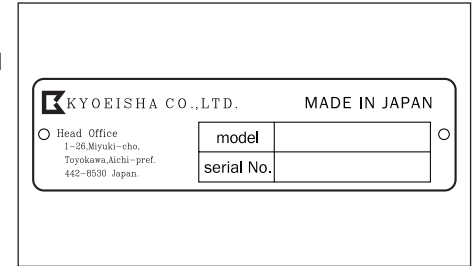 KYOEISHA CO.,LTD. MADE IN JAPAN
Head Office
1-26,Miyuki-cho,
Toyokawa,Aichi-pref.
442-8530 Japan.
model
serial No.